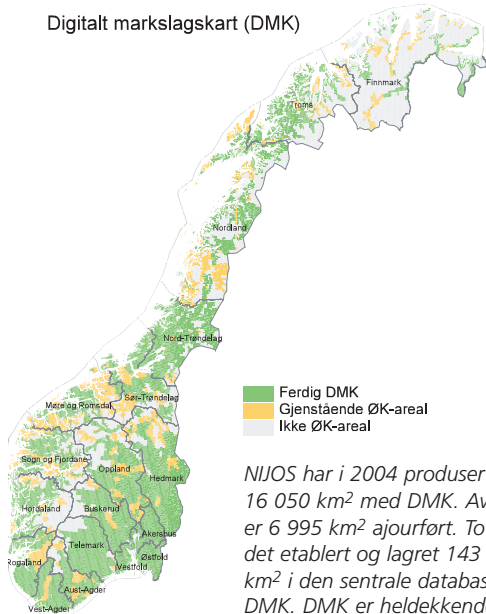 Digitalt markslagskart (DMK)
Finnmark
Troms
Nordland
Nord-Trøndelag
Sør-Trøndelag
Møre og Romsdal
Sogn og Fjordane
Oppland
Hedmark
Hordaland
Buskerud
Akershus
Telemark
Østfold
Vestfold
Rogaland
Aust-Agder
Vest-Agder
Ferdig DMK
Gjenstående ØK-areal
Ikke ØK-areal
NIJOS har i 2004 produser
16 050 km² med DMK. Av
er 6 995 km² ajourført. To
det etablert og lagret 143
km² i den sentrale databas
DMK. DMK er heldekkend